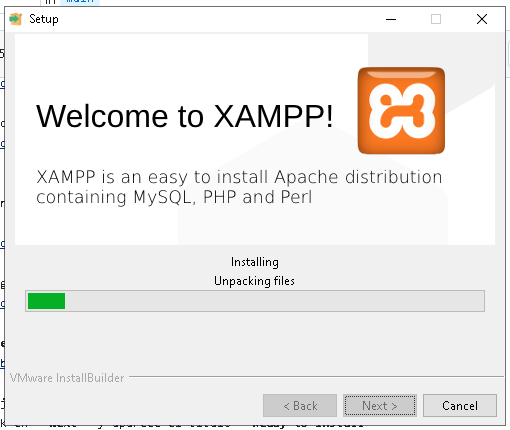 main
Setup
Welcome to XAMPP!
XAMPP is an easy to install Apache distribution
containing MySQL, PHP and Perl
Installing
Unpacking files
VMware InstallBuilder
< Back
Next >
Cancel